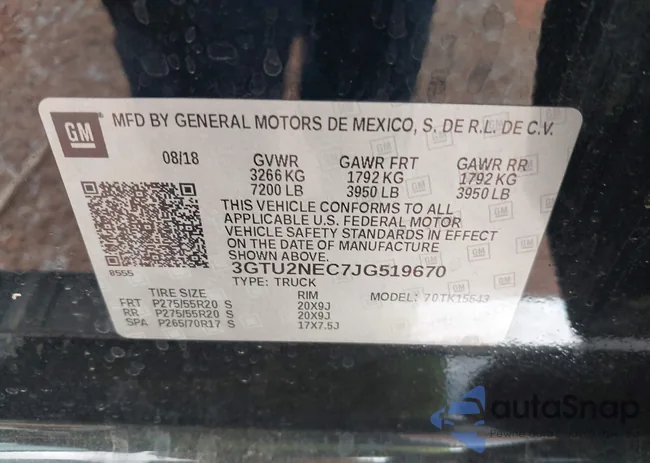 GM
MFD BY GENERAL MOTORS DE MEXICO, S. DE R.L. DE C.V.
08/18 GVWR GAWR FRT GAWR RR
3266 KG 1792 KG 1792 KG
7200 LB 3950 LB 3950 LB
THIS VEHICLE CONFORMS TO ALL
APPLICABLE U.S. FEDERAL MOTOR
VEHICLE SAFETY STANDARDS IN EFFECT
ON THE DATE OF MANUFACTURE
SHOWN ABOVE.
8555 3GTU2NEC7JG519670
TYPE: TRUCK
TIRE SIZE RIM MODEL: 70TK15543
FRT P275/55R20 S 20X9J
RR P275/55R20 S 20X9J
SPA P265/70R17 S 17X7.5J
autoSnap